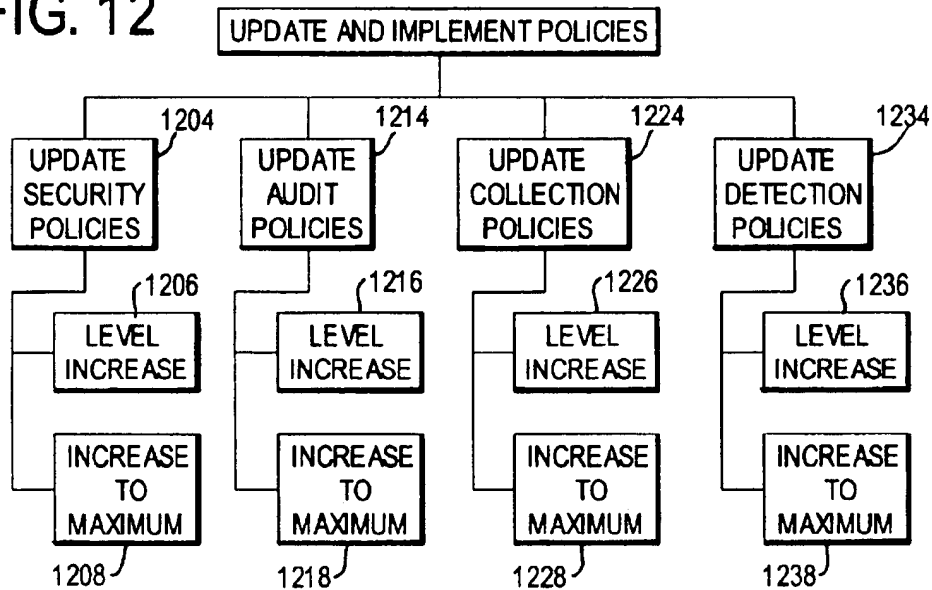 FIG. 12
UPDATE AND IMPLEMENT POLICIES
1204
1214
1224
1234
UPDATE
SECURITY
POLICIES
UPDATE
AUDIT
POLICIES
UPDATE
COLLECTION
POLICIES
UPDATE
DETECTION
POLICIES
1206
1216
1226
1236
LEVEL
INCREASE
LEVEL
INCREASE
LEVEL
INCREASE
LEVEL
INCREASE
INCREASE
TO
MAXIMUM
INCREASE
TO
MAXIMUM
INCREASE
TO
MAXIMUM
INCREASE
TO
MAXIMUM
1208
1218
1228
1238